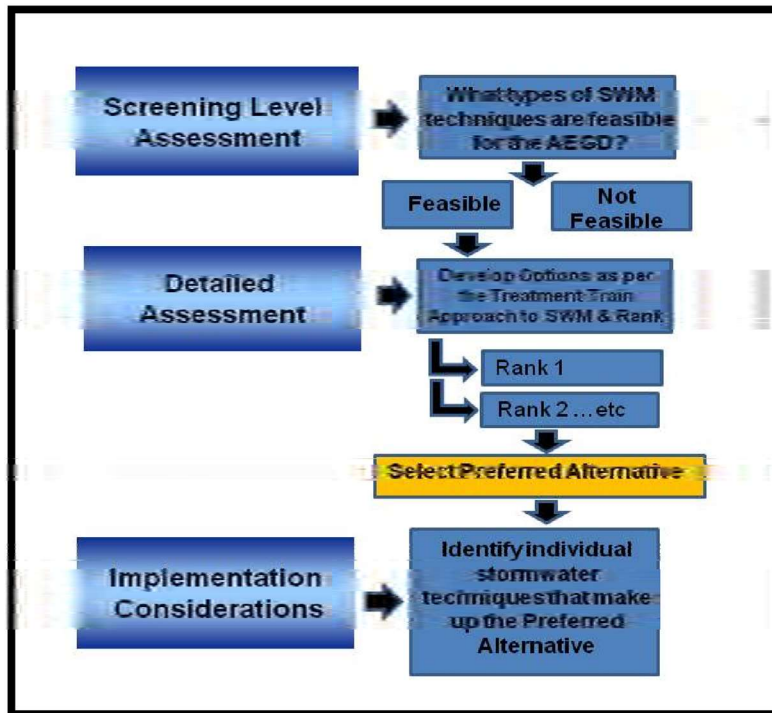 Screening Level
Assessment
What types of SWM
techniques are feasible
for the AEGD?
Feasible
Not
Feasible
Detailed
Assessment
Develop Options as per
the Treatment Train
Approach to SWM & Rank
Rank 1
Rank 2 ... etc
Select Preferred Alternative
Implementation
Considerations
Identify individual
stormwater
techniques that make
up the Preferred
Alternative